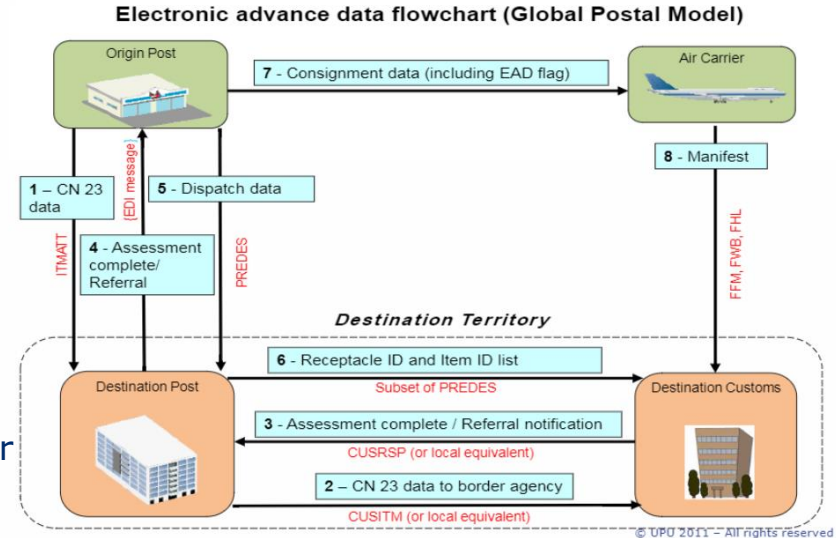 Electronic advance data flowchart (Global Postal Model)
Origin Post
7 - Consignment data (including EAD flag)
Air Carrier
8 - Manifest
1 – CN 23
data
{EDI message}
5 - Dispatch data
4 - Assessment
complete/
Referral
ITMATT
PREDES
FFM, FWB, FHL
Destination Territory
6 - Receptacle ID and Item ID list
Subset of PREDES
Destination Post
Destination Customs
3 - Assessment complete / Referral notification
CUSRSP (or local equivalent)
r
2 – CN 23 data to border agency
CUSITM (or local equivalent)
© UPU 2011 – All rights reserved